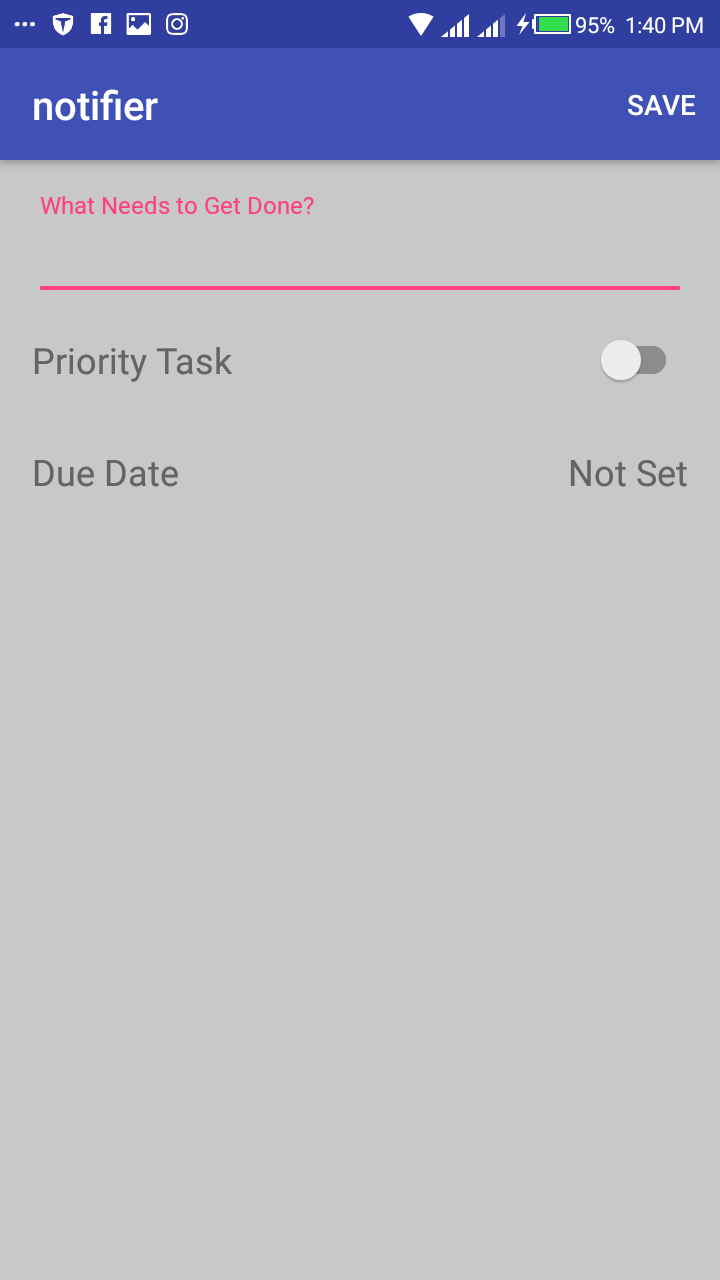 95% 1:40 PM
notifier SAVE
What Needs to Get Done?
Priority Task
Due Date Not Set